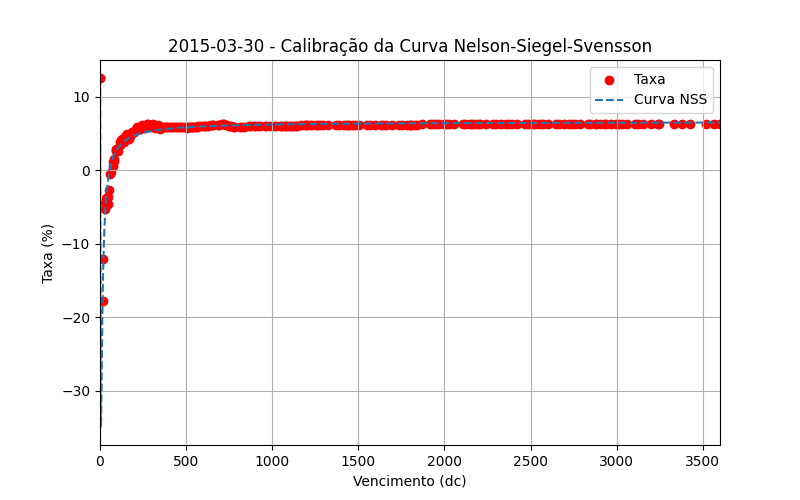 2015-03-30 - Calibração da Curva Nelson-Siegel-Svensson
Taxa
Curva NSS
Taxa (%)
10
0
−10
−20
−30
0 500 1000 1500 2000 2500 3000 3500
Vencimento (dc)